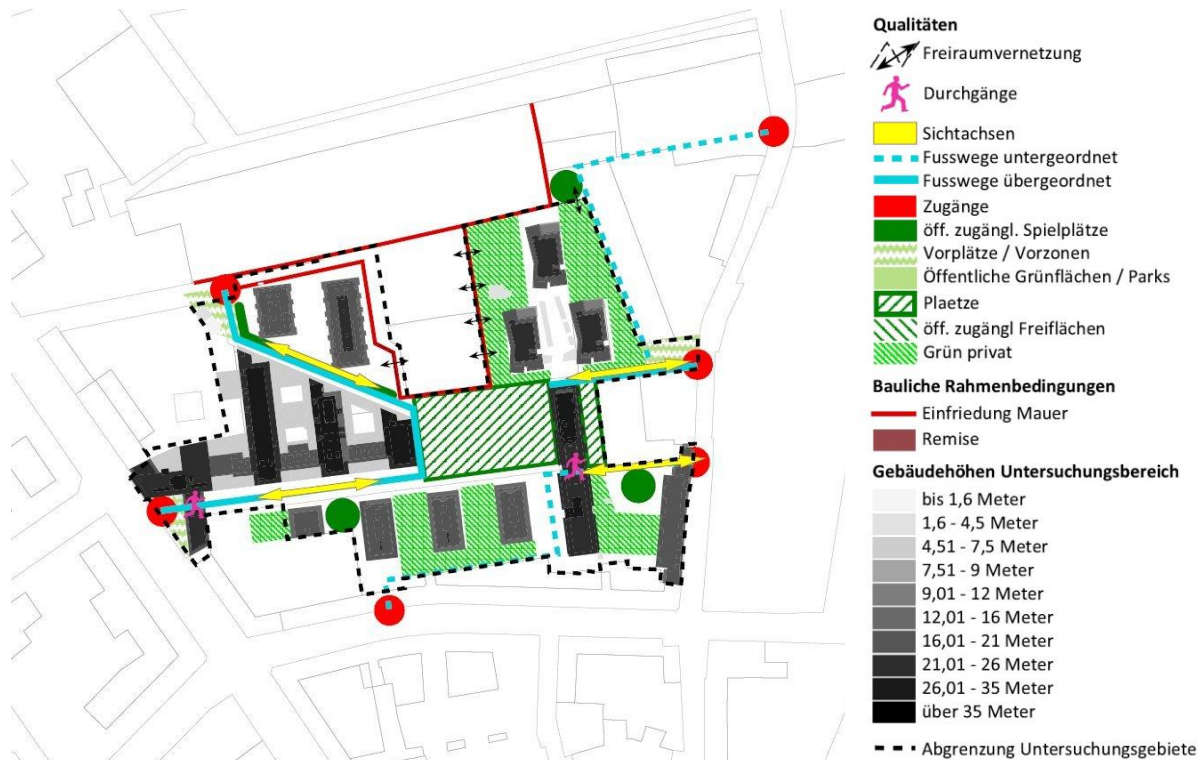 Qualitäten
Freiraumvernetzung
Durchgänge
Sichtachsen
Fusswege untergeordnet
Fusswege übergeordnet
Zugänge
öff. zugängl. Spielplätze
Vorplätze / Vorzonen
Öffentliche Grünflächen / Parks
Plaetze
öff. zugängl Freiflächen
Grün privat
Bauliche Rahmenbedingungen
Einfriedung Mauer
Remise
Gebäudehöhen Untersuchungsbereich
bis 1,6 Meter
1,6 - 4,5 Meter
4,51 - 7,5 Meter
7,51 - 9 Meter
9,01 - 12 Meter
12,01 - 16 Meter
16,01 - 21 Meter
21,01 - 26 Meter
26,01 - 35 Meter
über 35 Meter
Abgrenzung Untersuchungsgebiete